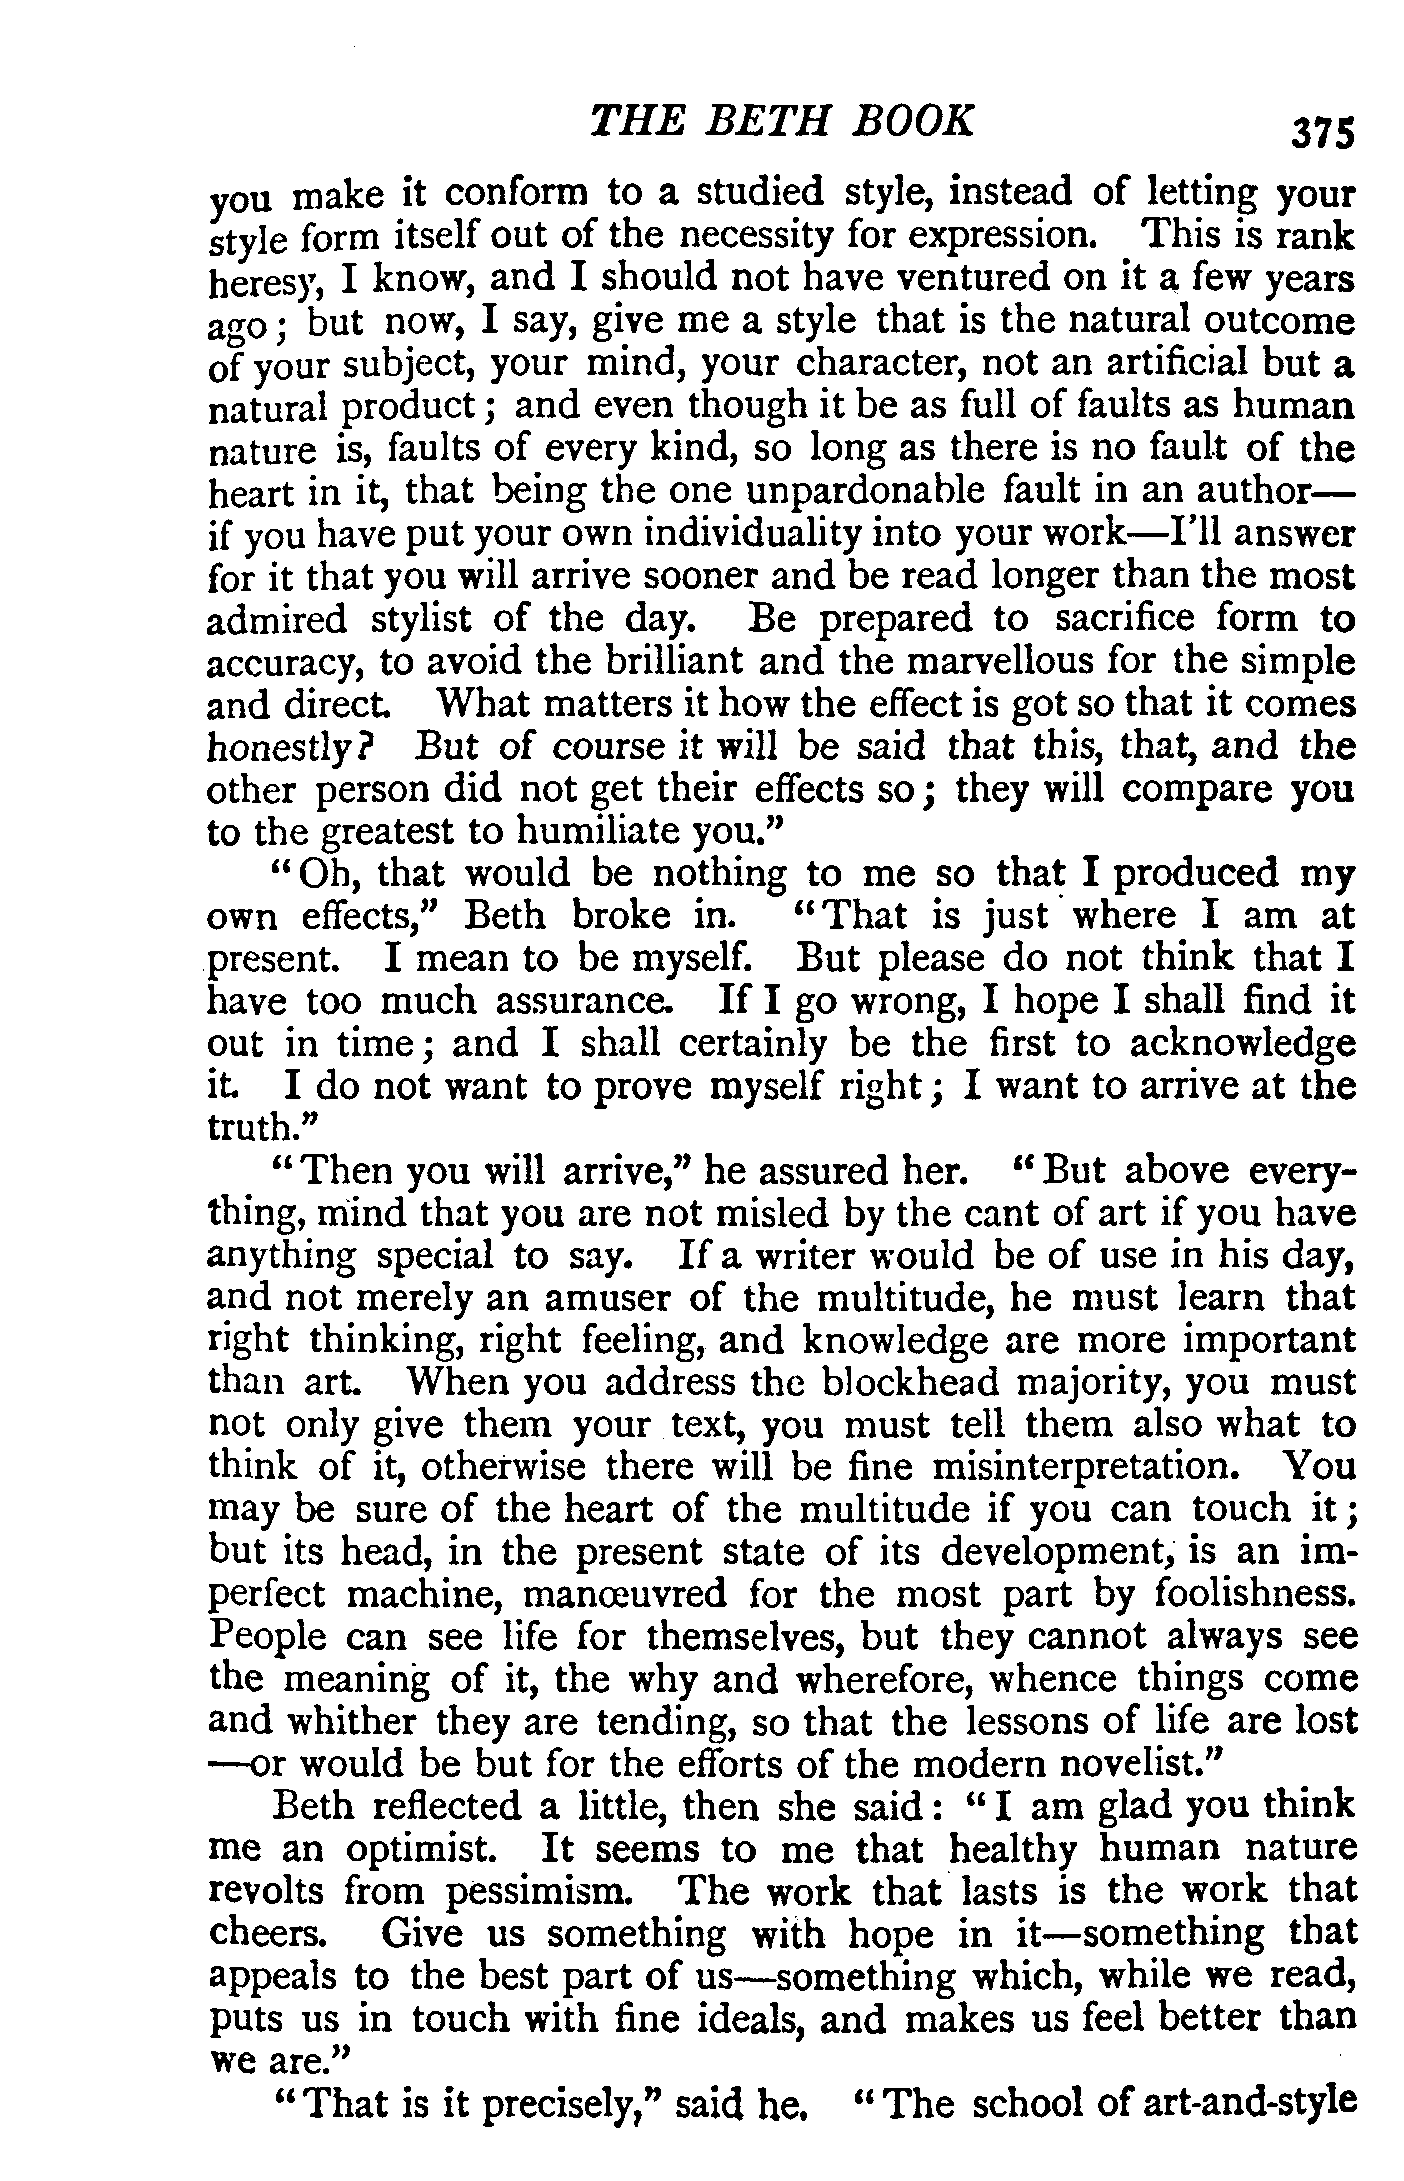 THE BETH BOOK 375
you make it conform to a studied style, instead of letting your
style form itself out of the necessity for expression. This is rank
heresy, I know, and I should not have ventured on it a few years
ago; but now, I say, give me a style that is the natural outcome
of your subject, your mind, your character, not an artificial but a
natural product; and even though it be as full of faults as human
nature is, faults of every kind, so long as there is no fault of the
heart in it, that being the one unpardonable fault in an author—
if you have put your own individuality into your work—I'll answer
for it that you will arrive sooner and be read longer than the most
admired stylist of the day. Be prepared to sacrifice form to
accuracy, to avoid the brilliant and the marvellous for the simple
and direct. What matters it how the effect is got so that it comes
honestly? But of course it will be said that this, that, and the
other person did not get their effects so; they will compare you
to the greatest to humiliate you."
"Oh, that would be nothing to me so that I produced my
own effects," Beth broke in. "That is just where I am at
present. I mean to be myself. But please do not think that I
have too much assurance. If I go wrong, I hope I shall find it
out in time; and I shall certainly be the first to acknowledge
it. I do not want to prove myself right; I want to arrive at the
truth."
"Then you will arrive," he assured her. "But above every-
thing, mind that you are not misled by the cant of art if you have
anything special to say. If a writer would be of use in his day,
and not merely an amuser of the multitude, he must learn that
right thinking, right feeling, and knowledge are more important
than art. When you address the blockhead majority, you must
not only give them your text, you must tell them also what to
think of it, otherwise there will be fine misinterpretation. You
may be sure of the heart of the multitude if you can touch it;
but its head, in the present state of its development, is an im-
perfect machine, manœuvred for the most part by foolishness.
People can see life for themselves, but they cannot always see
the meaning of it, the why and wherefore, whence things come
and whither they are tending, so that the lessons of life are lost
—or would be but for the efforts of the modern novelist."
Beth reflected a little, then she said: "I am glad you think
me an optimist. It seems to me that healthy human nature
revolts from pessimism. The work that lasts is the work that
cheers. Give us something with hope in it—something that
appeals to the best part of us—something which, while we read,
puts us in touch with fine ideals, and makes us feel better than
we are."
"That is it precisely," said he. "The school of art-and-style